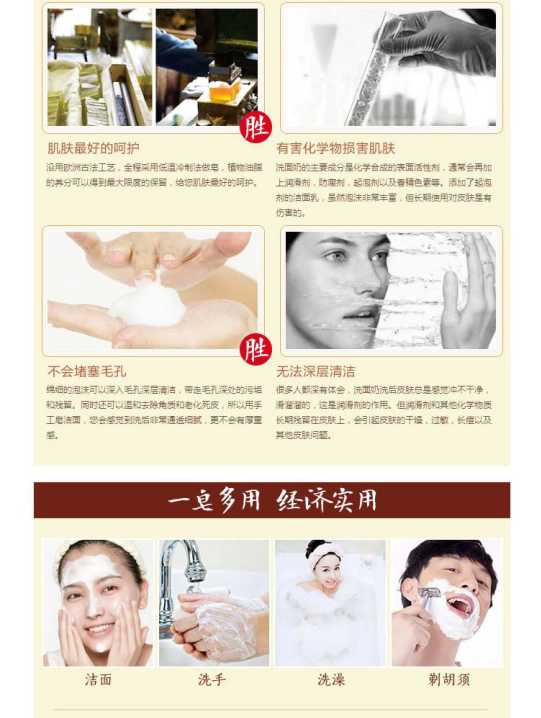 胜
肌肤最好的呵护
沿用欧洲古法工艺，全程采用低温冷制法做皂，植物油脂
的养分可以得到最大限度的保留，给您肌肤最好的呵护。
有害化学物损害肌肤
洗面奶的主要成分是化学合成的表面活性剂，通常会再加
上润滑剂，防腐剂，起泡剂以及香精色素等。添加了起泡
剂的洁面乳，虽然泡沫非常丰富，但长期使用对皮肤是有
伤害的。
胜
不会堵塞毛孔
绵细的泡沫可以深入毛孔深层清洁，带走毛孔深处的污垢
和残留。同时还可以温和去除角质和老化死皮，所以用手
工磨洁面，您会感觉到洗后非常通透细腻，更不会有厚重
感。
无法深层清洁
很多人都深有体会，洗面奶洗后皮肤总是感觉冲不干净，
滑溜溜的，这是润滑剂的作用。但润滑剂和其他化学物质
长期残留在皮肤上，会引起皮肤的干燥，过敏，长痘以及
其他皮肤问题。
一皂多用 经济实用
洁面
洗手
洗澡
剃胡须